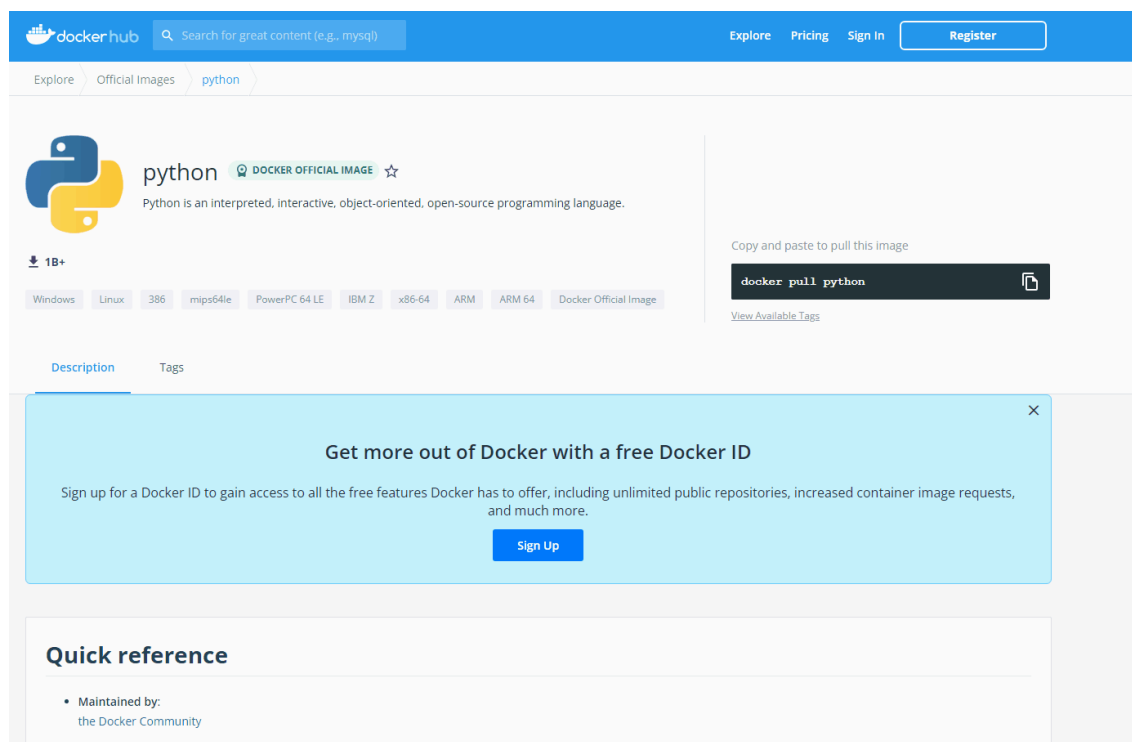 docker hub
Search for great content (e.g., mysql)
Explore Pricing Sign In Register
Explore Official Images python
python DOCKER OFFICIAL IMAGE
Python is an interpreted, interactive, object-oriented, open-source programming language.
1B+
Windows Linux 386 mips64le PowerPC 64 LE IBM Z x86-64 ARM ARM 64 Docker Official Image
Copy and paste to pull this image
docker pull python
View Available Tags
Description Tags
Get more out of Docker with a free Docker ID
Sign up for a Docker ID to gain access to all the free features Docker has to offer, including unlimited public repositories, increased container image requests,
and much more.
Sign Up
Quick reference
• Maintained by:
the Docker Community